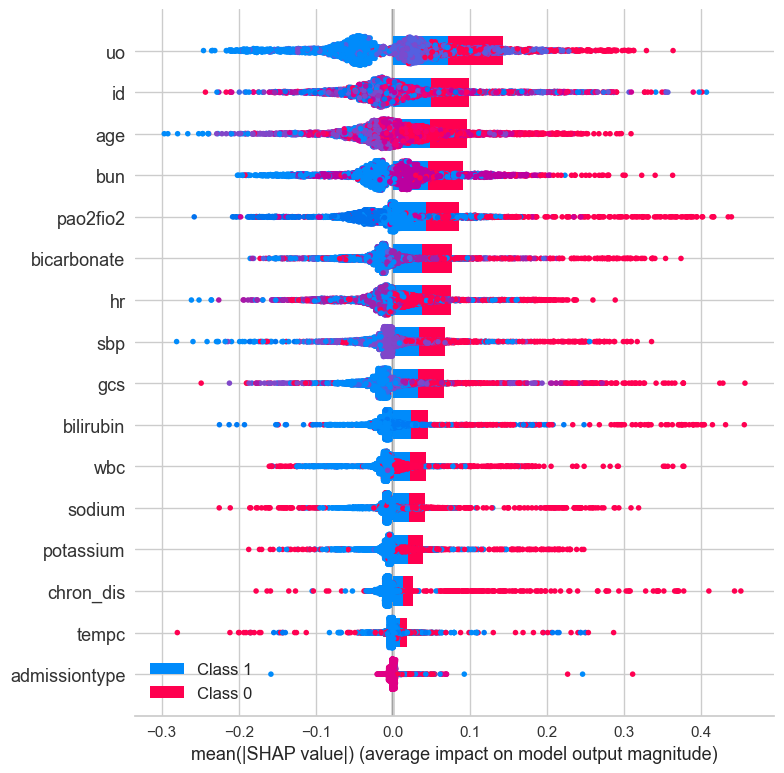 uo
id
age
bun
pao2fio2
bicarbonate
hr
sbp
gcs
bilirubin
wbc
sodium
potassium
chron_dis
tempc
admissiontype
Class 1
Class 0
−0.3 −0.2 −0.1 0.0 0.1 0.2 0.3 0.4
mean(|SHAP value|) (average impact on model output magnitude)